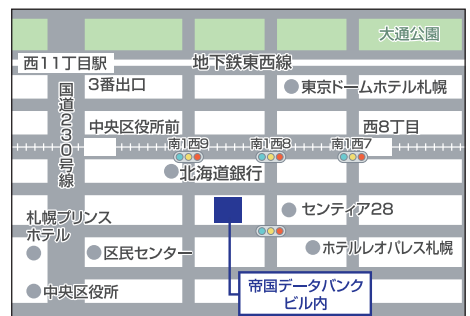 大通公園
西11丁目駅
地下鉄東西線
3番出口
東京ドームホテル札幌
国道230号線
中央区役所前
西8丁目
南1西9
南1西8
南1西7
北海道銀行
札幌プリンス
ホテル
センティア28
区民センター
ホテルレオパレス札幌
中央区役所
帝国データバンク
ビル内